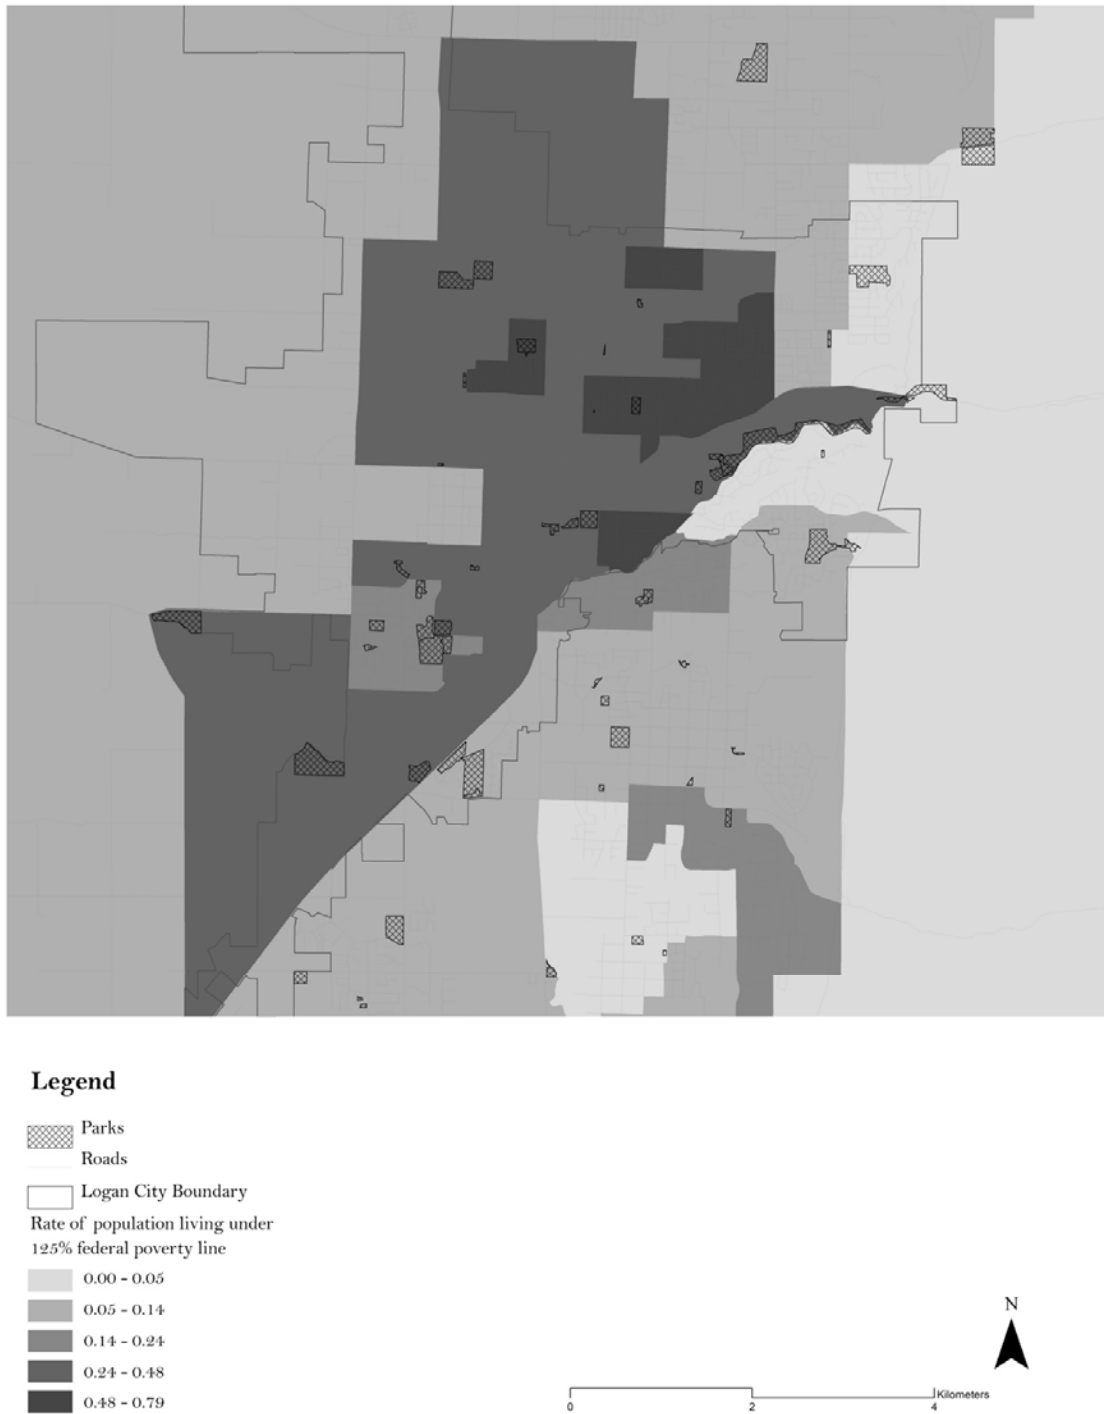 Legend
Parks
Roads
Logan City Boundary
Rate of population living under
125% federal poverty line
0.00 - 0.05
0.05 - 0.14
0.14 - 0.24
0.24 - 0.48
0.48 - 0.79
N
Kilometers
0 2 4